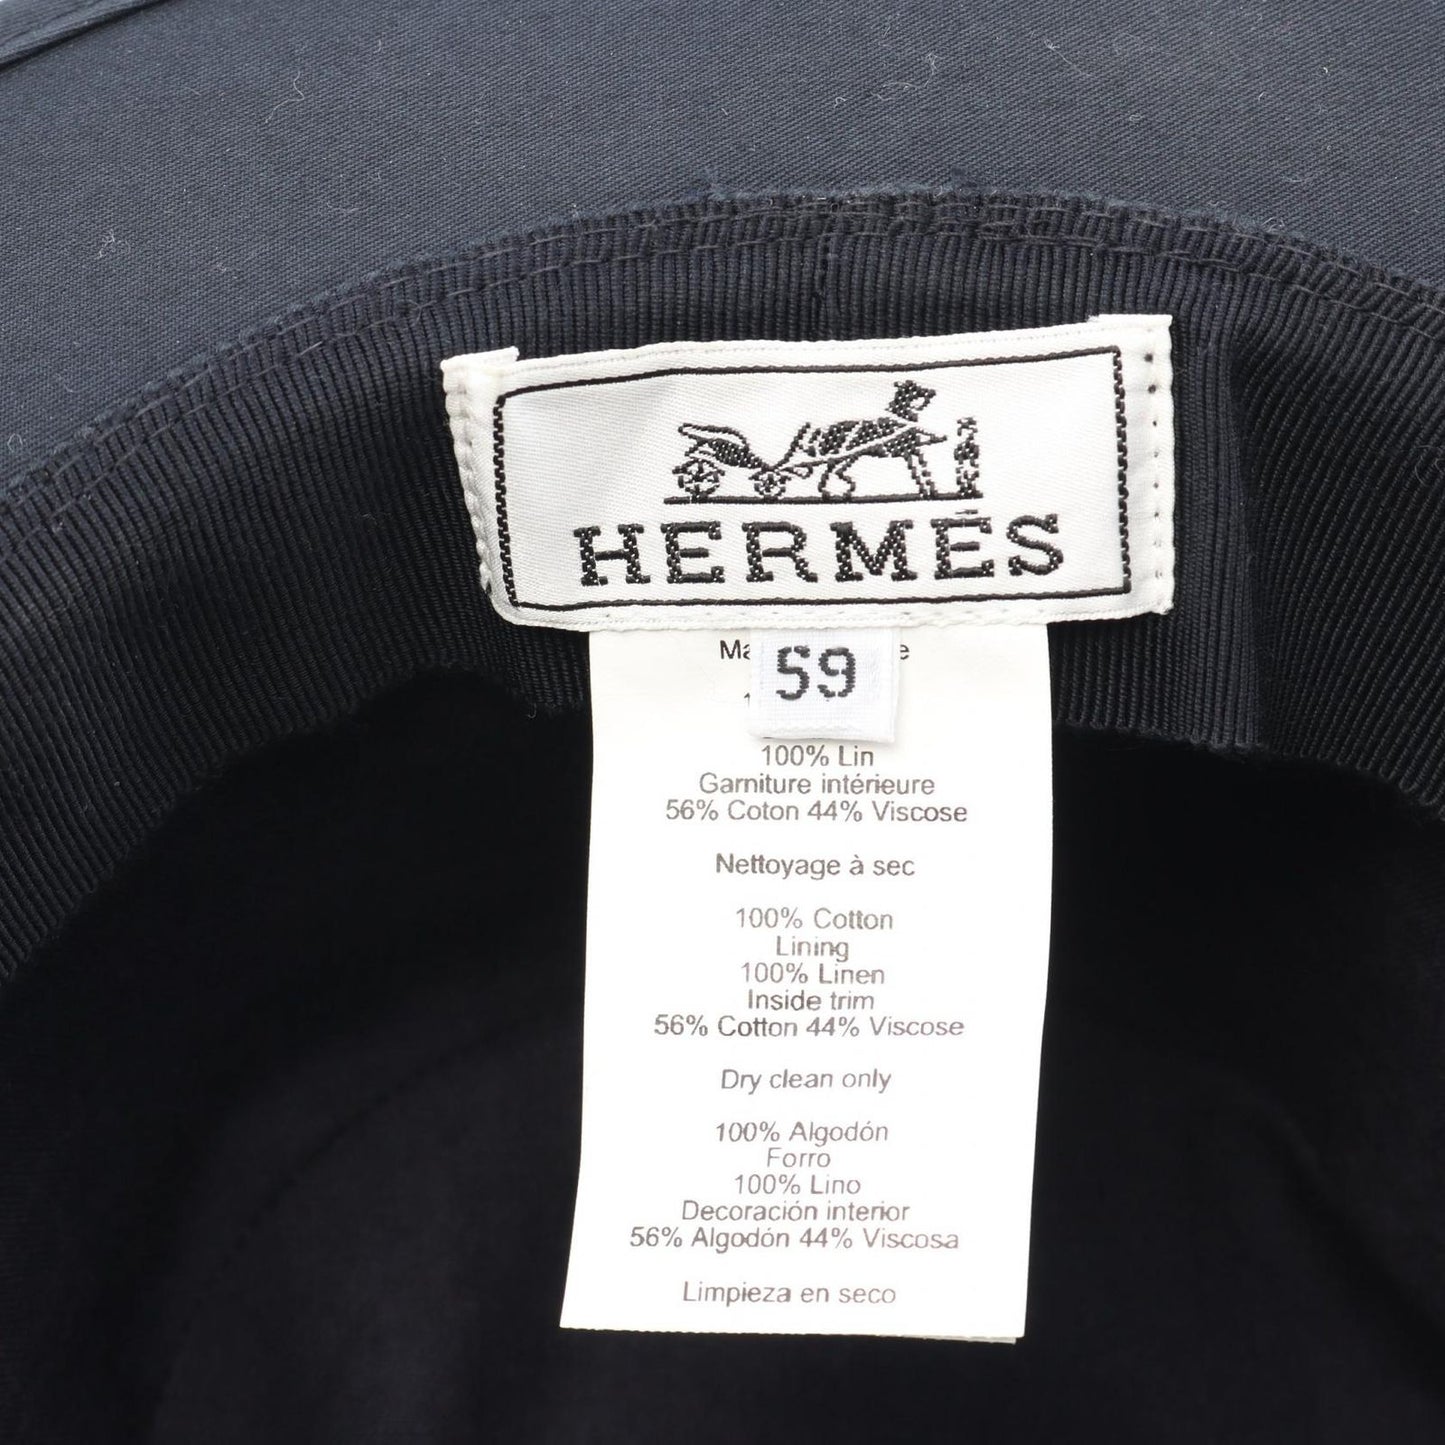 HERMÈS
59
100% Lin
Garniture intérieure
56% Coton 44% Viscose
Nettoyage à sec
100% Cotton
Lining
100% Linen
Inside trim
56% Cotton 44% Viscose
Dry clean only
100% Algodón
Forro
100% Lino
Decoración interior
56% Algodón 44% Viscosa
Limpieza en seco